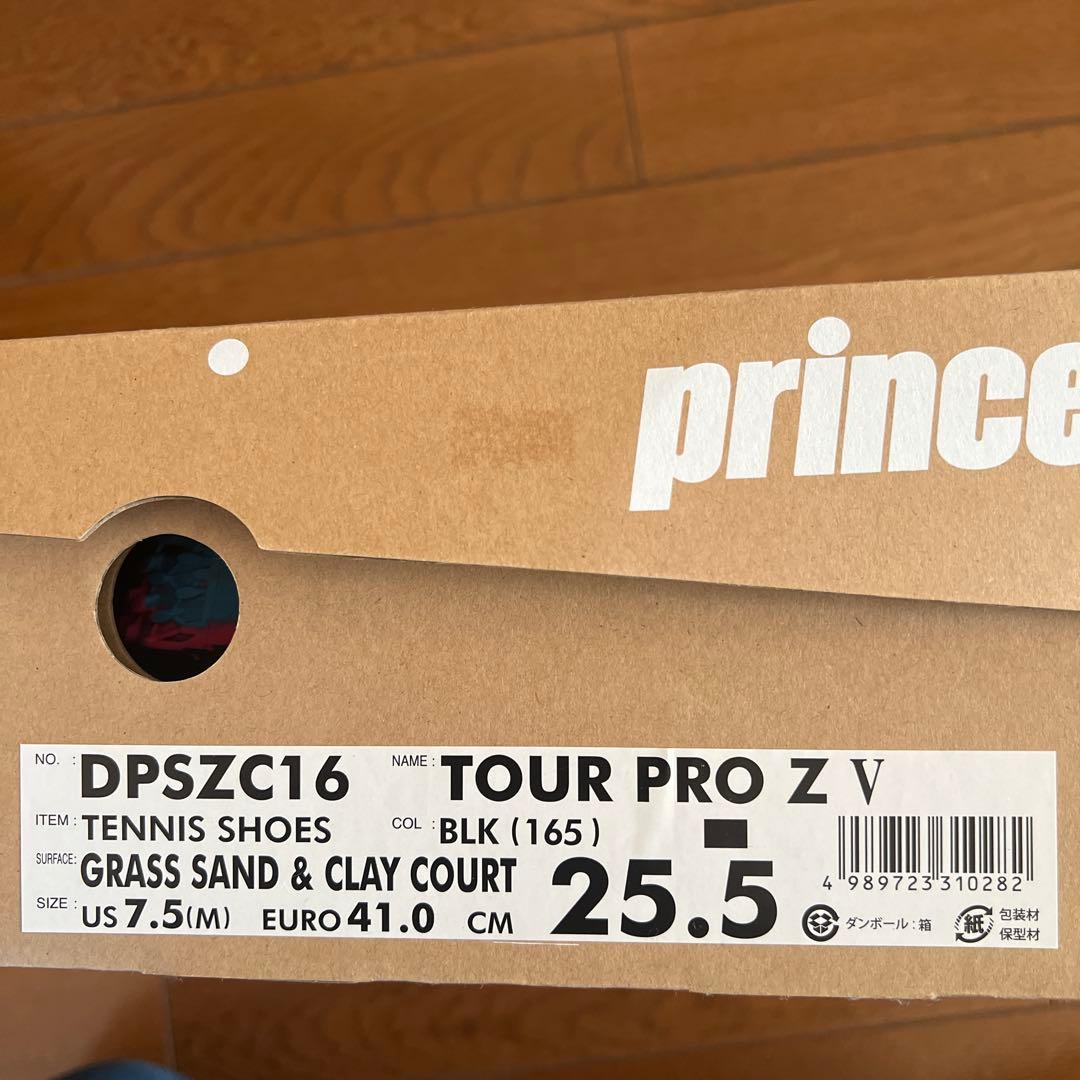 prince
NO. : DPSZC16 NAME : TOUR PRO Z V
ITEM : TENNIS SHOES COL : BLK (165)
SURFACE: GRASS SAND & CLAY COURT
SIZE : US 7.5(M) EURO 41.0 CM 25.5
4 989723 310282
ダンボール : 箱
紙 包装材
保型材